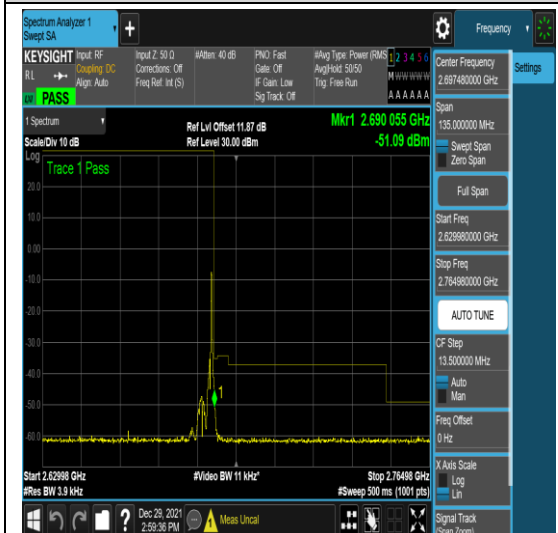 Spectrum Analyzer 1
Swept SA
+
Frequency
KEYSIGHT
RL
PASS
Input: RF
Coupling: DC
Align: Auto
Input Z: 50 Ω
Corrections: Off
Freq Ref: Int (S)
#Atten: 40 dB
PNO: Fast
Gate: Off
IF Gain: Low
Sig Track: Off
#Avg Type: Power (RMS
Avg|Hold: 50/50
Trig: Free Run
1 2 3 4 5 6
M W W W W W
A A A A A A
Center Frequency
2.697480000 GHz
Settings
Span
135.000000 MHz
Swept Span
Zero Span
Full Span
Start Freq
2.629980000 GHz
Stop Freq
2.764980000 GHz
AUTO TUNE
CF Step
13.500000 MHz
Auto
Man
Freq Offset
0 Hz
X Axis Scale
Log
Lin
Signal Track
(Span Zoom)
1 Spectrum
Scale/Div 10 dB
Ref Lvl Offset 11.87 dB
Ref Level 30.00 dBm
Mkr1 2.690 055 GHz
-51.09 dBm
Log
Trace 1 Pass
20.0
10.0
0.00
-10.0
-20.0
-30.0
-40.0
-50.0
-60.0
1
Start 2.62998 GHz
#Res BW 3.9 kHz
#Video BW 11 kHz*
Stop 2.76498 GHz
#Sweep 500 ms (1001 pts)
?
Dec 29, 2021
2:59:36 PM
Meas Uncal